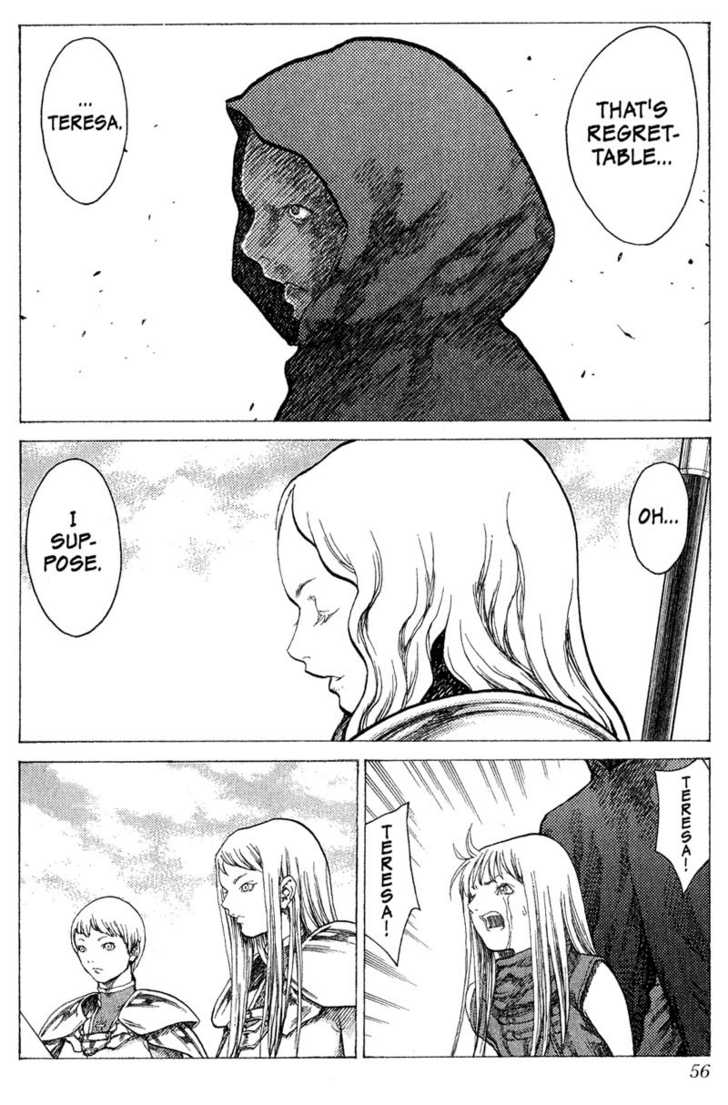 THAT'S
REGRET-
TABLE...
...
TERESA.
OH...
I
SUP-
POSE.
TERESA!
TERESA!
56